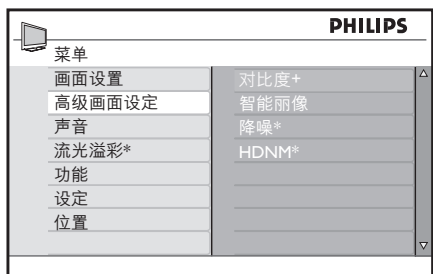 PHILIPS
菜单
画面设置
高级画面设定
声音
流光溢彩*
功能
设定
位置
对比度+
智能丽像
降噪*
HDNM*